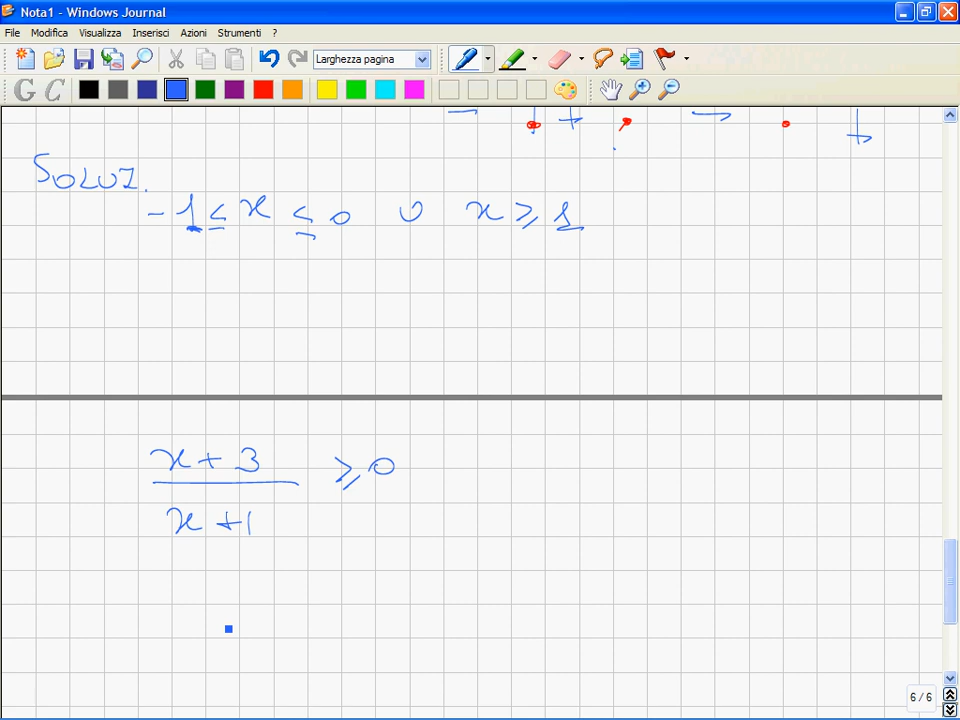 Nota1 - Windows Journal
File Modifica Visualizza Inserisci Azioni Strumenti ?
Larghezza pagina
G C
- + - +
SOLUZ.
-1 ≤ x ≤ 0 ∪ x ≥ 1
x + 3
≥ 0
x + 1
6 / 6